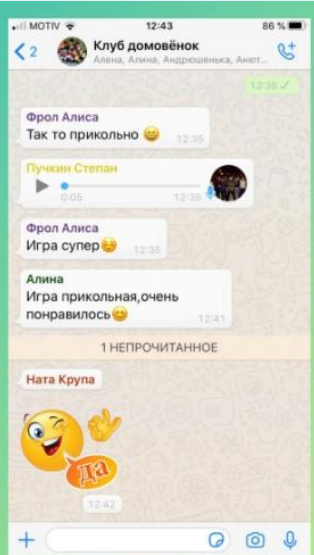 MOTIV 12:43 86 %
2 Клуб домовёнок
Алена, Алина, Андрюшенька, Анют...
12:35
Фрол Алиса
Так то прикольно 12:35
Пучкин Степан
0:05 12:35
Фрол Алиса
Игра супер 12:35
Алина
Игра прикольная,очень
понравилось 12:41
1 НЕПРОЧИТАННОЕ
Ната Крупа
да
12:42